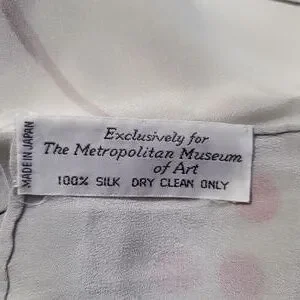 MADE IN JAPAN
Exclusively for
The Metropolitan Museum
of Art
100% SILK DRY CLEAN ONLY